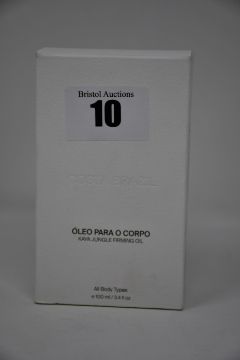 Bristol Auctions
10
COSTA BRAZIL
ÓLEO PARA O CORPO
KAYA JUNGLE FIRMING OIL
All Body Types
e 100 ml / 3.4 fl oz